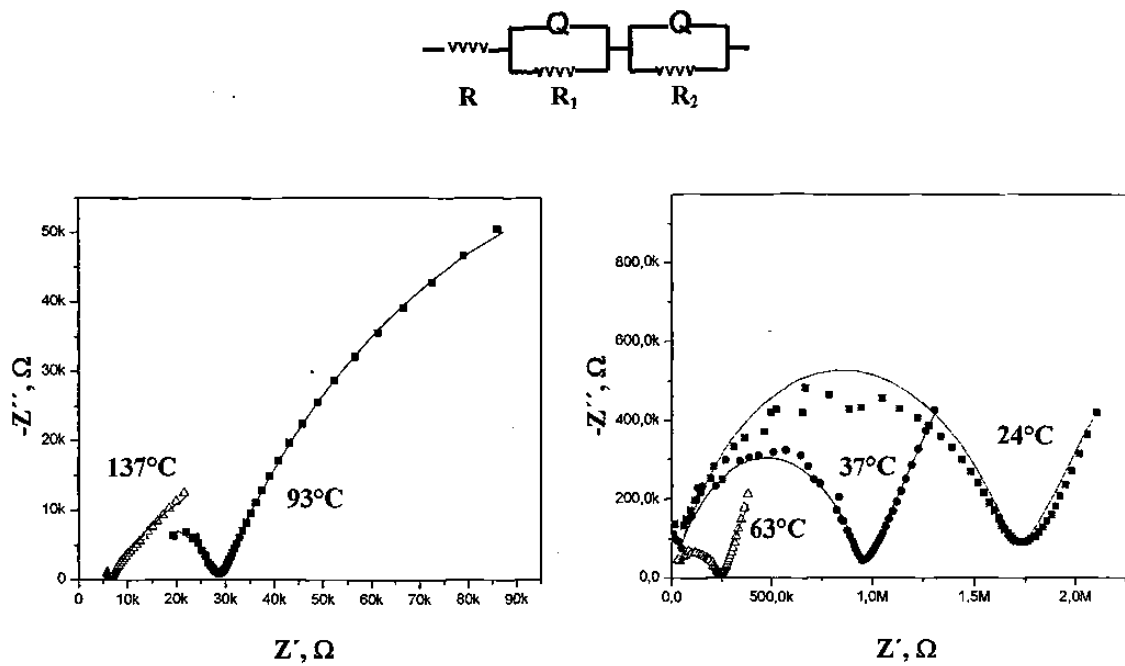 Q Q
R R₁ R₂
50k
40k
30k
20k
10k
0
-Z´´, Ω
137°C
93°C
0 10k 20k 30k 40k 50k 60k 70k 80k 90k
Z´, Ω
800,0k
600,0k
400,0k
200,0k
0,0
-Z´´, Ω
24°C
37°C
63°C
0,0 500,0k 1,0M 1,5M 2,0M
Z´, Ω